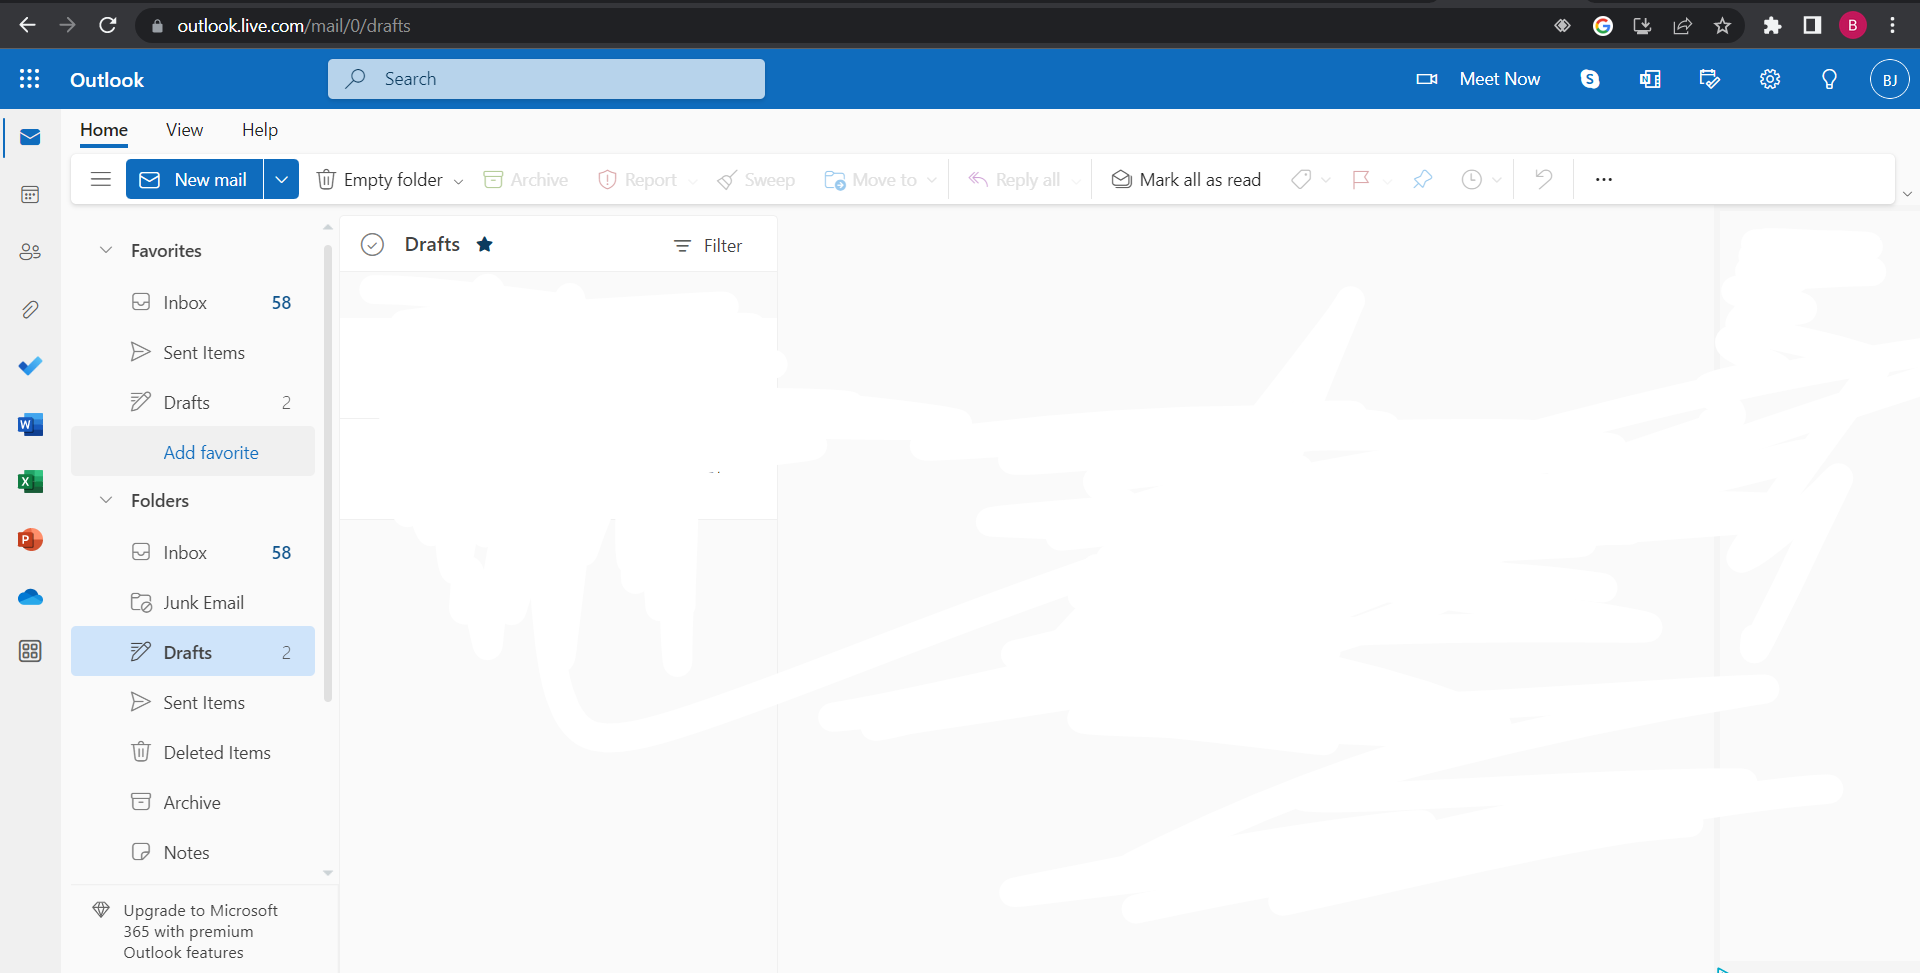 outlook.live.com/mail/0/drafts
B
Outlook
Search
Meet Now
S
N
BJ
Home
View
Help
New mail
Empty folder
Archive
Report
Sweep
Move to
Reply all
Mark all as read
Favorites
Inbox 58
Sent Items
Drafts 2
Add favorite
Folders
Inbox 58
Junk Email
Drafts 2
Sent Items
Deleted Items
Archive
Notes
Upgrade to Microsoft
365 with premium
Outlook features
W
X
P
Drafts
Filter